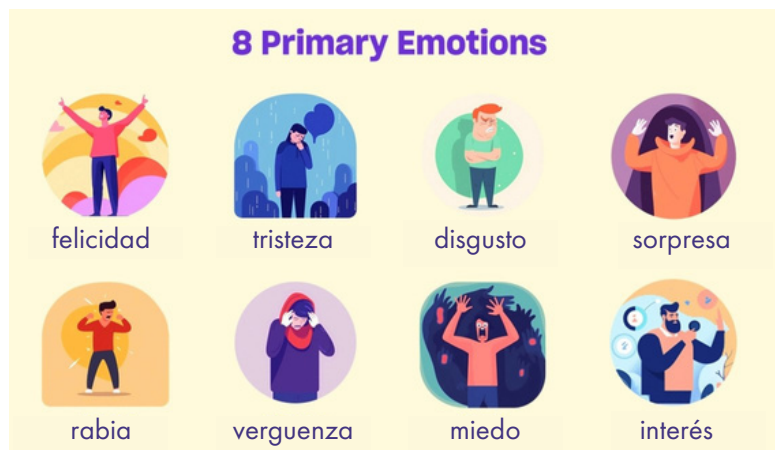 8 Primary Emotions
felicidad tristeza disgusto sorpresa
rabia verguenza miedo interés